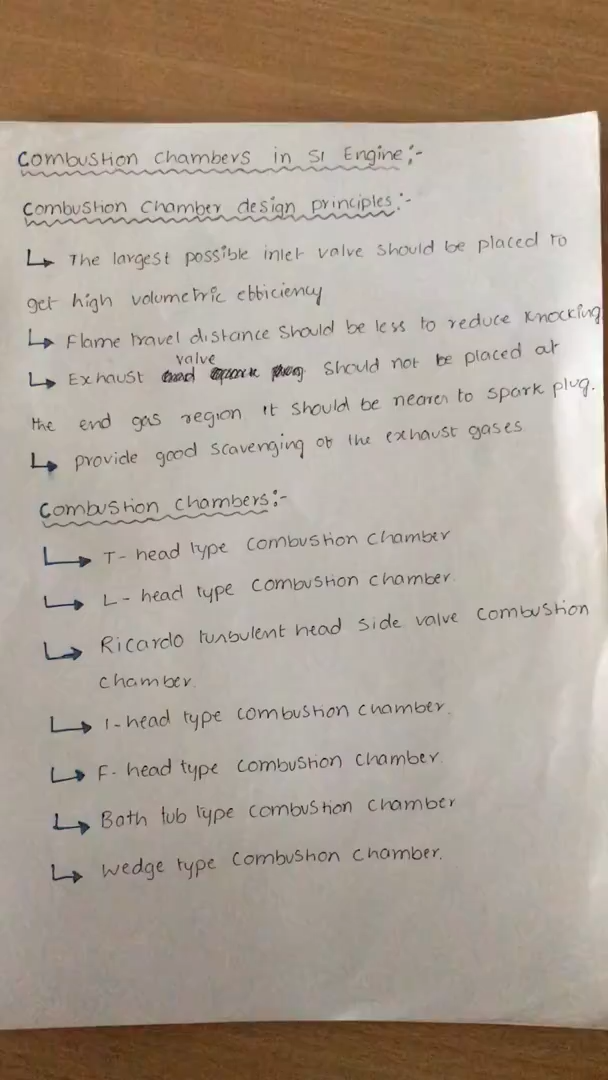 Combustion chambers in SI Engine:-
Combustion chamber design principles:-
↳ The largest possible inlet valve should be placed to
get high volumetric efficiency
↳ Flame travel distance should be less to reduce knocking
valve
↳ Exhaust should not be placed at
the end gas region it should be nearer to spark plug.
↳ provide good scavenging of the exhaust gases
Combustion chambers:-
↳ T-head type combustion chamber
↳ L-head type combustion chamber.
↳ Ricardo turbulent head side valve combustion
chamber.
↳ I-head type combustion chamber.
↳ F-head type combustion chamber.
↳ Bath tub type combustion chamber
↳ Wedge type combustion chamber.